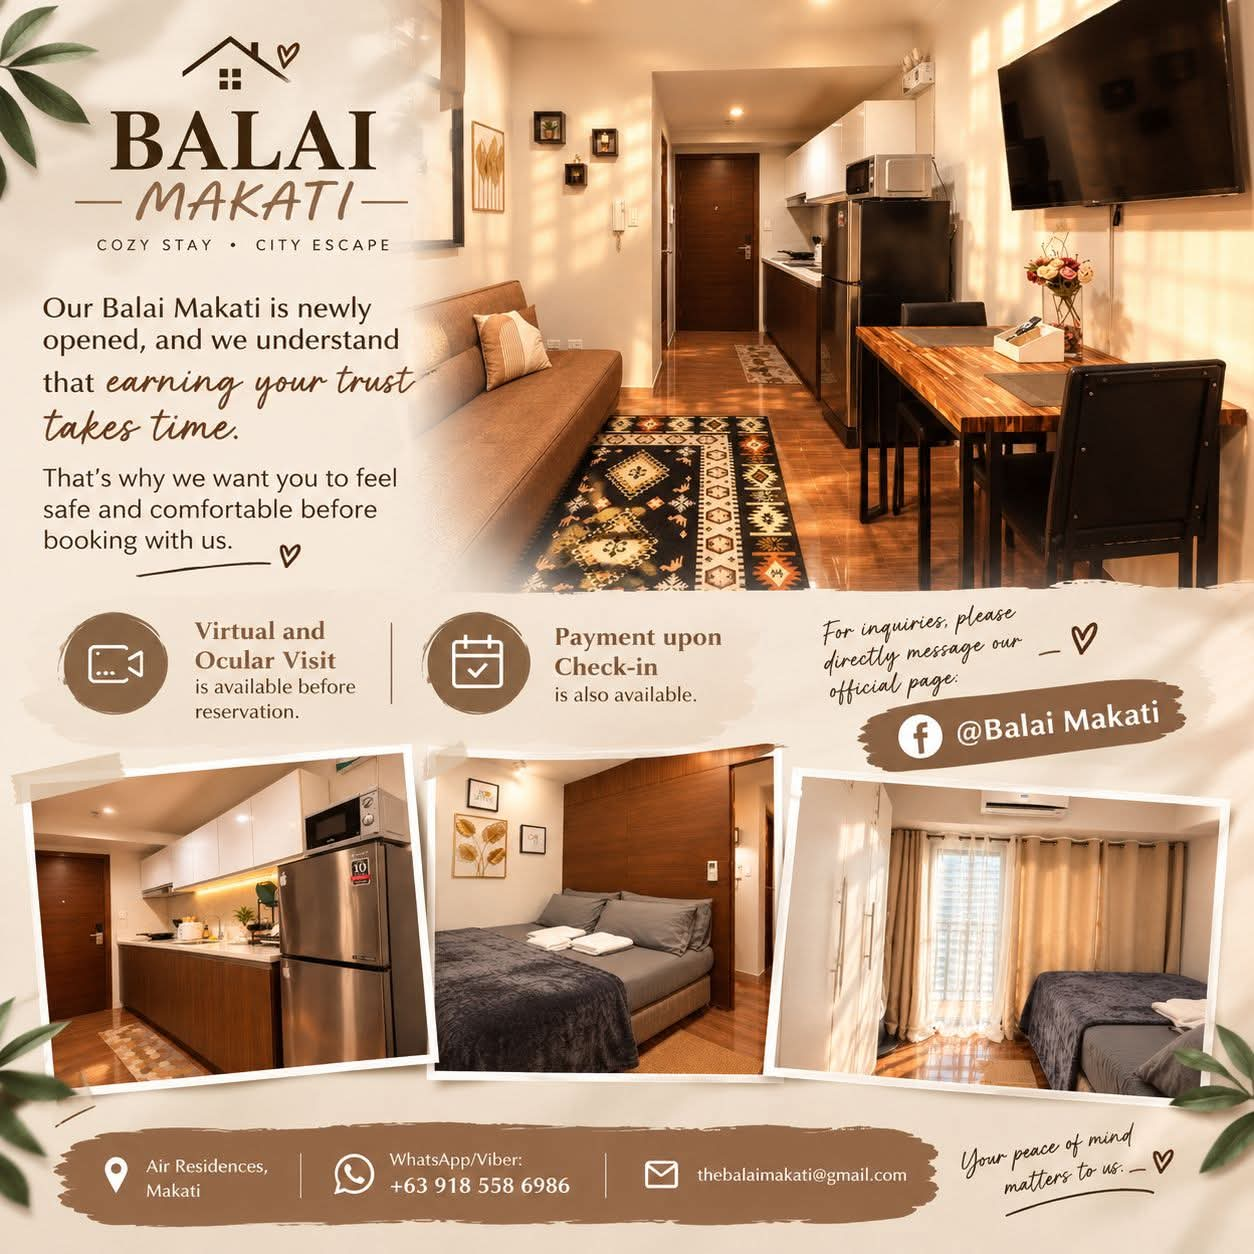 BALAI
MAKATI
COZY STAY • CITY ESCAPE
Our Balai Makati is newly
opened, and we understand
that earning your trust
takes time.
That's why we want you to feel
safe and comfortable before
booking with us.
Virtual and
Ocular Visit
is available before
reservation.
Payment upon
Check-in
is also available.
For inquiries, please
directly message our
official page:
@Balai Makati
10
Air Residences,
Makati
WhatsApp/Viber:
+63 918 558 6986
thebalaimakati@gmail.com
Your peace of mind
matters to us.